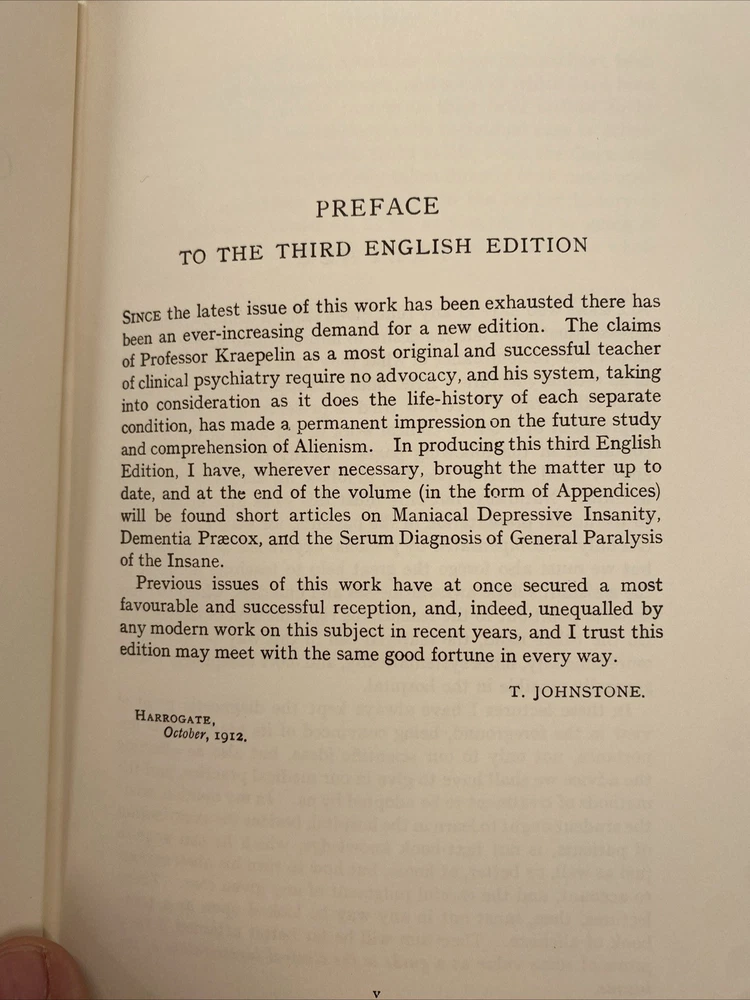 PREFACE
TO THE THIRD ENGLISH EDITION
SINCE the latest issue of this work has been exhausted there has
been an ever-increasing demand for a new edition. The claims
of Professor Kraepelin as a most original and successful teacher
of clinical psychiatry require no advocacy, and his system, taking
into consideration as it does the life-history of each separate
condition, has made a permanent impression on the future study
and comprehension of Alienism. In producing this third English
Edition, I have, wherever necessary, brought the matter up to
date, and at the end of the volume (in the form of Appendices)
will be found short articles on Maniacal Depressive Insanity,
Dementia Præcox, and the Serum Diagnosis of General Paralysis
of the Insane.
Previous issues of this work have at once secured a most
favourable and successful reception, and, indeed, unequalled by
any modern work on this subject in recent years, and I trust this
edition may meet with the same good fortune in every way.
T. JOHNSTONE.
HARROGATE,
October, 1912.
v